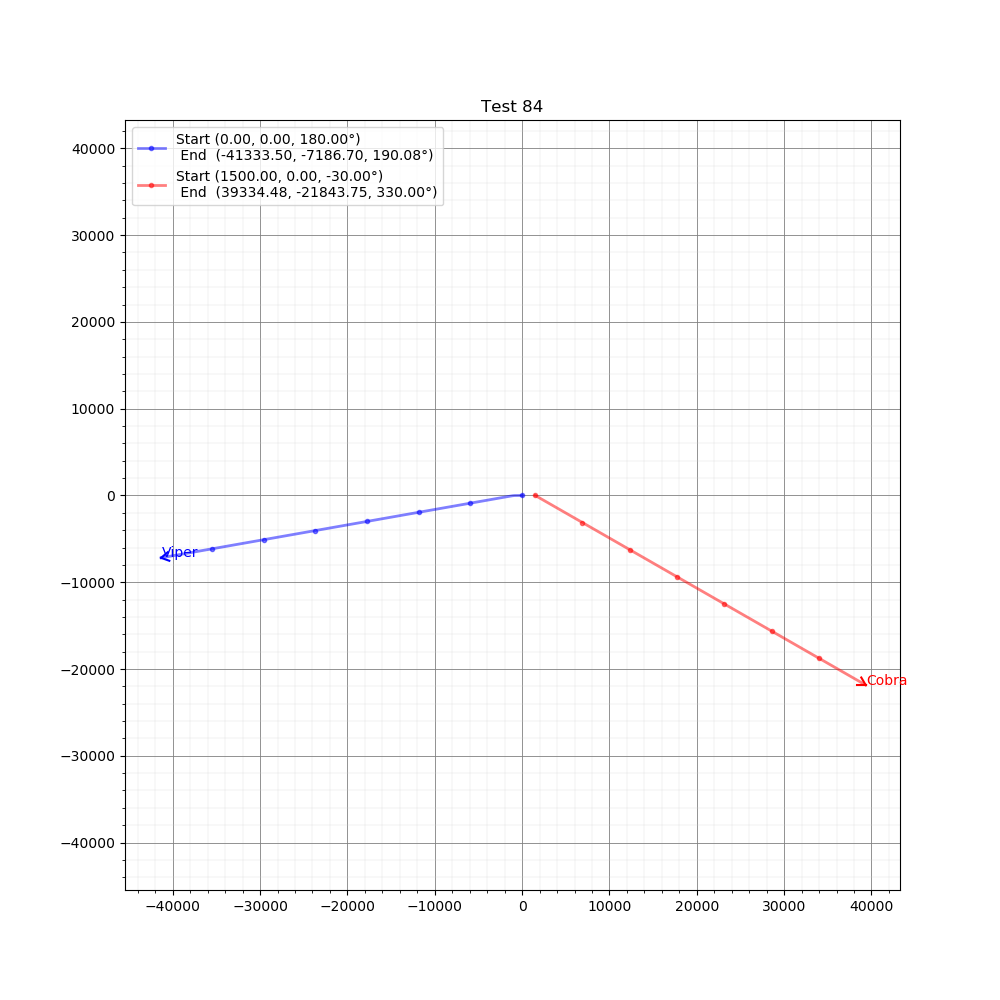 Test 84
Start (0.00, 0.00, 180.00°)
End (-41333.50, -7186.70, 190.08°)
Start (1500.00, 0.00, -30.00°)
End (39334.48, -21843.75, 330.00°)
40000
30000
20000
10000
0
−10000
−20000
−30000
−40000
Viper
Cobra
−40000 −30000 −20000 −10000 0 10000 20000 30000 40000